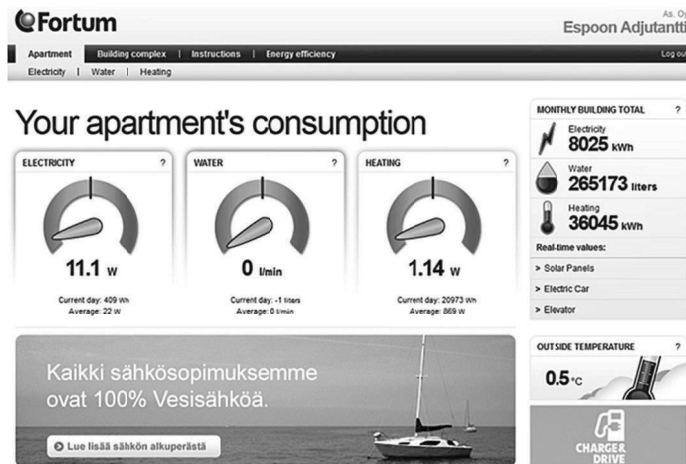 Fortum
As. Oy
Espoon Adjutantti
Apartment | Building complex | Instructions | Energy efficiency
Log out
Electricity | Water | Heating
Your apartment's consumption
ELECTRICITY ?
11.1 W
Current day: 409 Wh
Average: 22 W
WATER ?
0 l/min
Current day: -1 liters
Average: 0 l/min
HEATING ?
1.14 W
Current day: 20973 Wh
Average: 869 W
Kaikki sähkösopimuksemme
ovat 100% Vesisähköä.
Lue lisää sähkön alkuperästä
MONTHLY BUILDING TOTAL ?
Electricity
8025 kWh
Water
265173 liters
Heating
36045 kWh
Real-time values:
> Solar Panels
> Electric Car
> Elevator
OUTSIDE TEMPERATURE ?
0.5 °C
CHARGE &
DRIVE